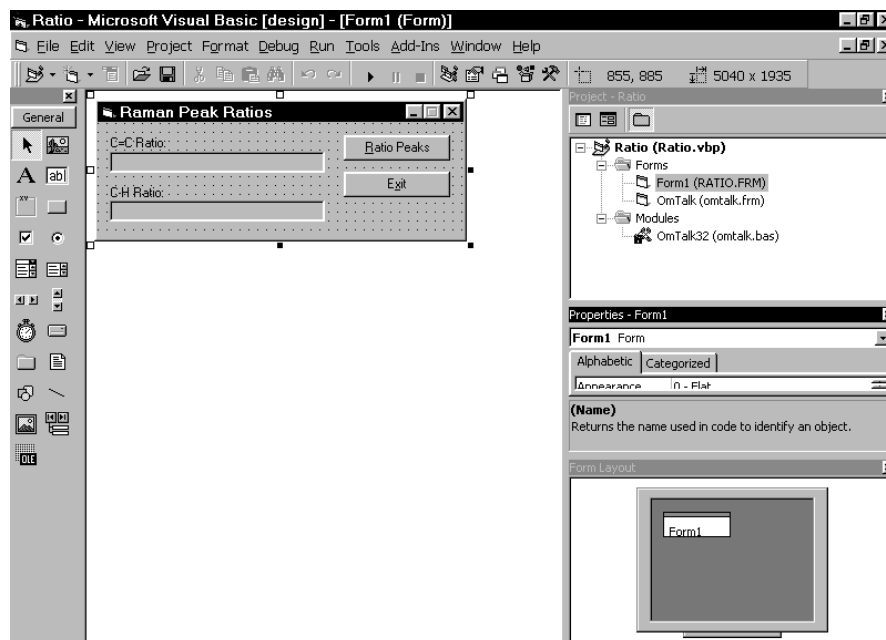 Ratio - Microsoft Visual Basic [design] - [Form1 (Form)]
File Edit View Project Format Debug Run Tools Add-Ins Window Help
855, 885 5040 x 1935
General
A ab|
XY
OLE
Raman Peak Ratios
C=C Ratio:
Ratio Peaks
C-H Ratio:
Exit
Project - Ratio
Ratio (Ratio.vbp)
Forms
Form1 (RATIO.FRM)
OmTalk (omtalk.frm)
Modules
OmTalk32 (omtalk.bas)
Properties - Form1
Form1 Form
Alphabetic Categorized
Appearance 0 - Flat
(Name)
Returns the name used in code to identify an object.
Form Layout
Form1